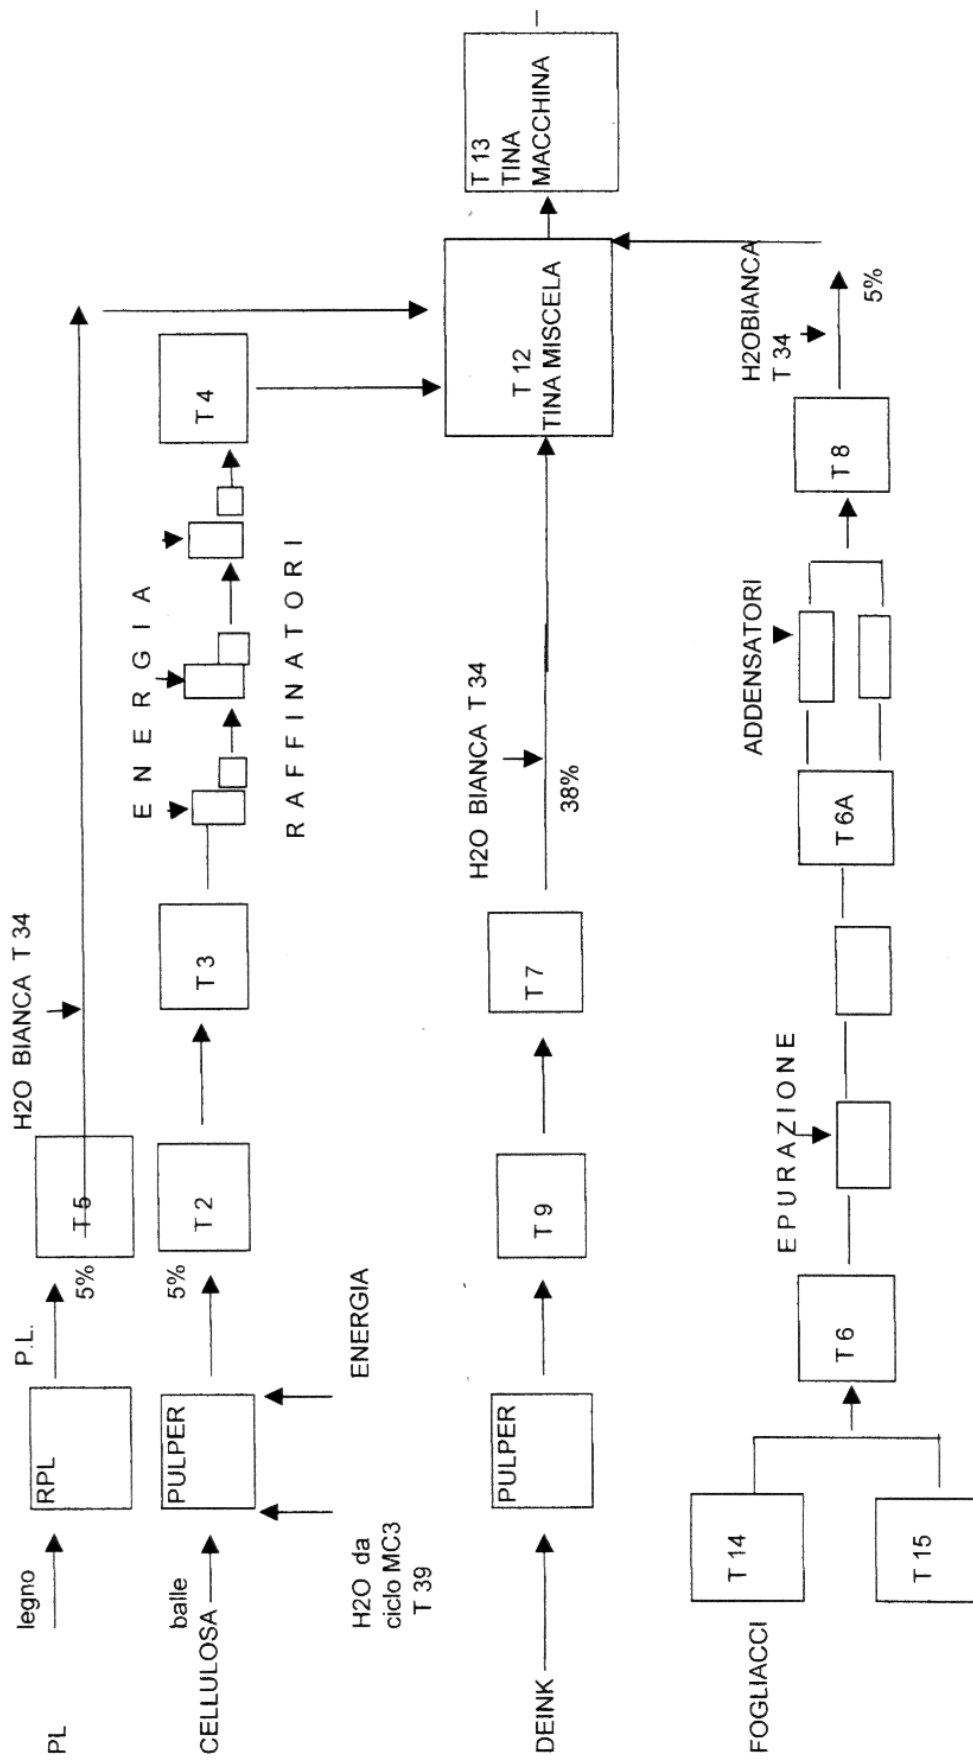 PL
legno
RPL
P.L.
5%
T 5
H2O BIANCA T 34
CELLULOSA
balle
PULPER
5%
T 2
T 3
E N E R G I A
R A F F I N A T O R I
T 4
H2O da
ciclo MC3
T 39
ENERGIA
DEINK
PULPER
T 9
T 7
H2O BIANCA T 34
38%
T 12
TINA MISCELA
T 13
TINA
MACCHINA
FOGLIACCI
T 14
T 15
T 6
E P U R A Z I O N E
T 6A
ADDENSATORI
T 8
H2OBIANCA
T 34
5%